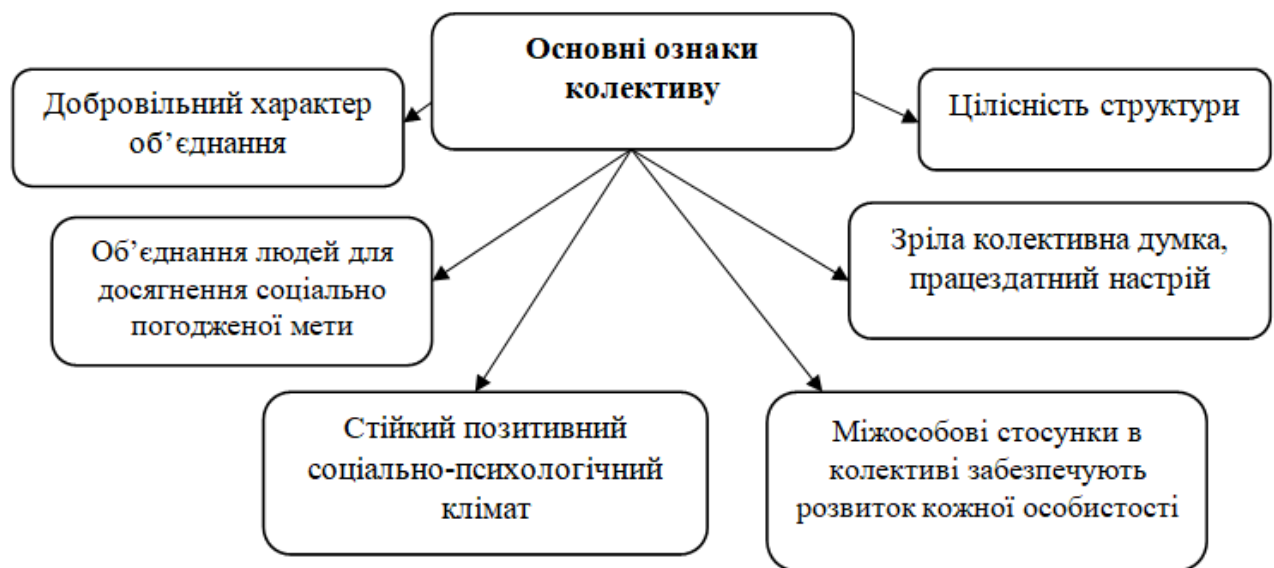 Основні ознаки
колективу
Добровільний характер
об’єднання
Цілісність структури
Об’єднання людей для
досягнення соціально
погодженої мети
Зріла колективна думка,
працездатний настрій
Стійкий позитивний
соціально-психологічний
клімат
Міжособові стосунки в
колективі забезпечують
розвиток кожної особистості